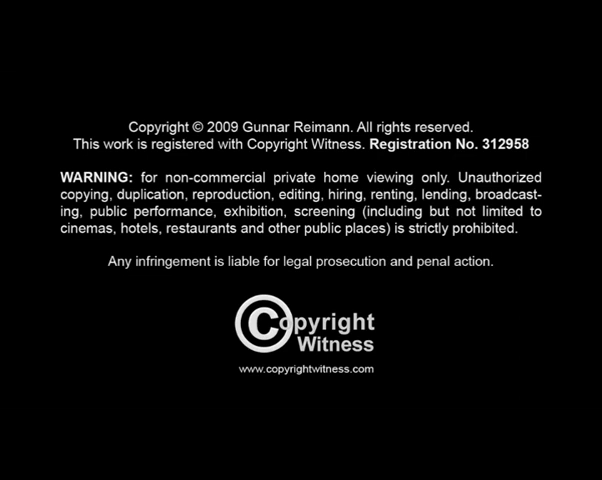 Copyright © 2009 Gunnar Reimann. All rights reserved.
This work is registered with Copyright Witness. Registration No. 312958
WARNING: for non-commercial private home viewing only. Unauthorized
copying, duplication, reproduction, editing, hiring, renting, lending, broadcast-
ing, public performance, exhibition, screening (including but not limited to
cinemas, hotels, restaurants and other public places) is strictly prohibited.
Any infringement is liable for legal prosecution and penal action.
Copyright
Witness
www.copyrightwitness.com